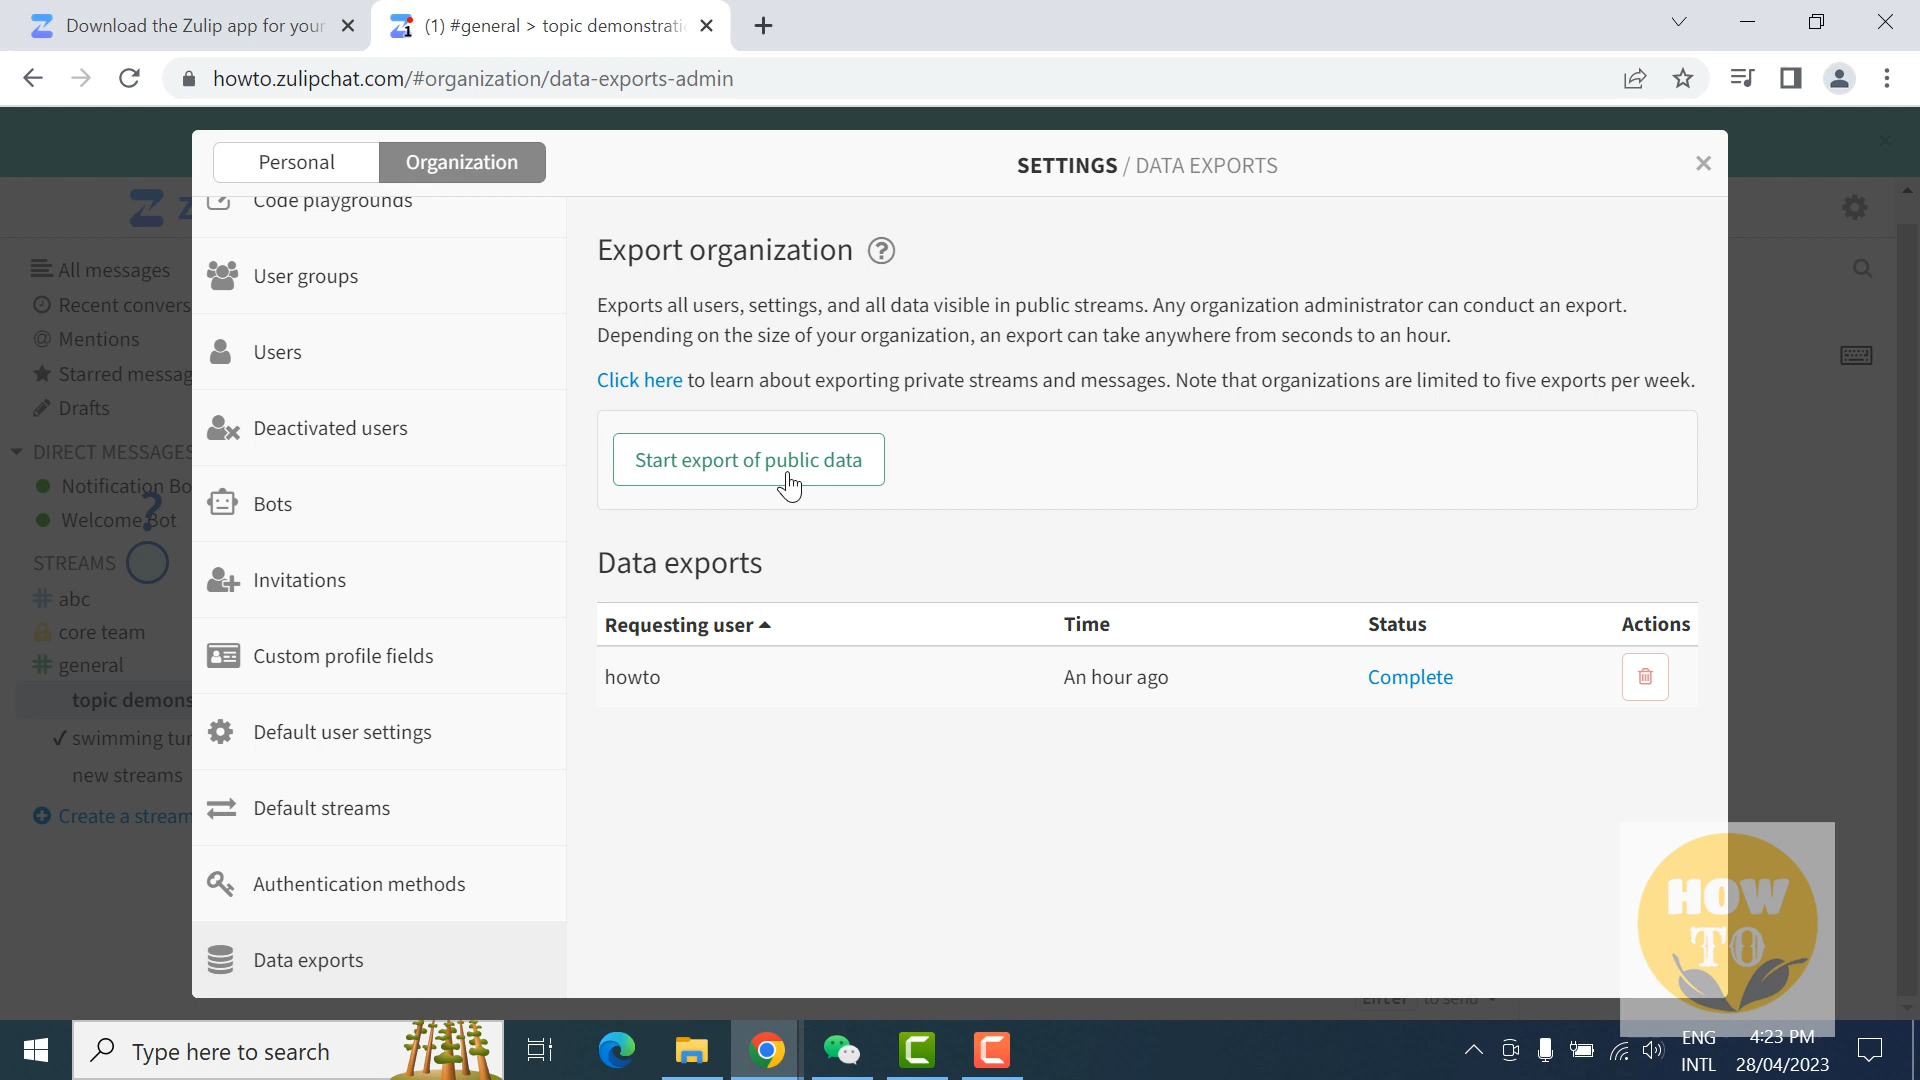 Download the Zulip app for your
(1) #general > topic demonstrati
howto.zulipchat.com/#organization/data-exports-admin
Personal
Organization
SETTINGS / DATA EXPORTS
All messages
Recent convers
@ Mentions
Starred messag
Drafts
DIRECT MESSAGES
Notification Bo
Welcome Bot
?
STREAMS
# abc
core team
# general
topic demons
✓ swimming tur
new streams
Create a stream
Code playgrounds
User groups
Users
Deactivated users
Bots
Invitations
Custom profile fields
Default user settings
Default streams
Authentication methods
Data exports
Export organization ?
Exports all users, settings, and all data visible in public streams. Any organization administrator can conduct an export.
Depending on the size of your organization, an export can take anywhere from seconds to an hour.
Click here to learn about exporting private streams and messages. Note that organizations are limited to five exports per week.
Start export of public data
Data exports
Requesting user Time Status Actions
howto An hour ago Complete
Enter to send
HOW
TO
Type here to search
ENG
INTL
4:23 PM
28/04/2023